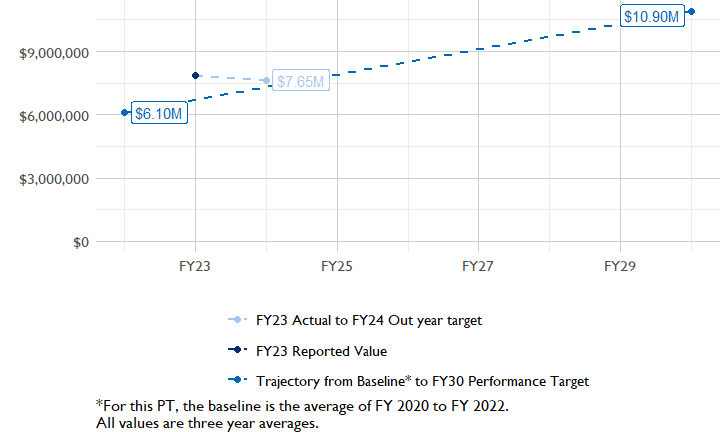 $10.90M
$9,000,000
$7.65M
$6.10M
$6,000,000
$3,000,000
$0
FY23 FY25 FY27 FY29
FY23 Actual to FY24 Out year target
FY23 Reported Value
Trajectory from Baseline* to FY30 Performance Target
*For this PT, the baseline is the average of FY 2020 to FY 2022.
All values are three year averages.